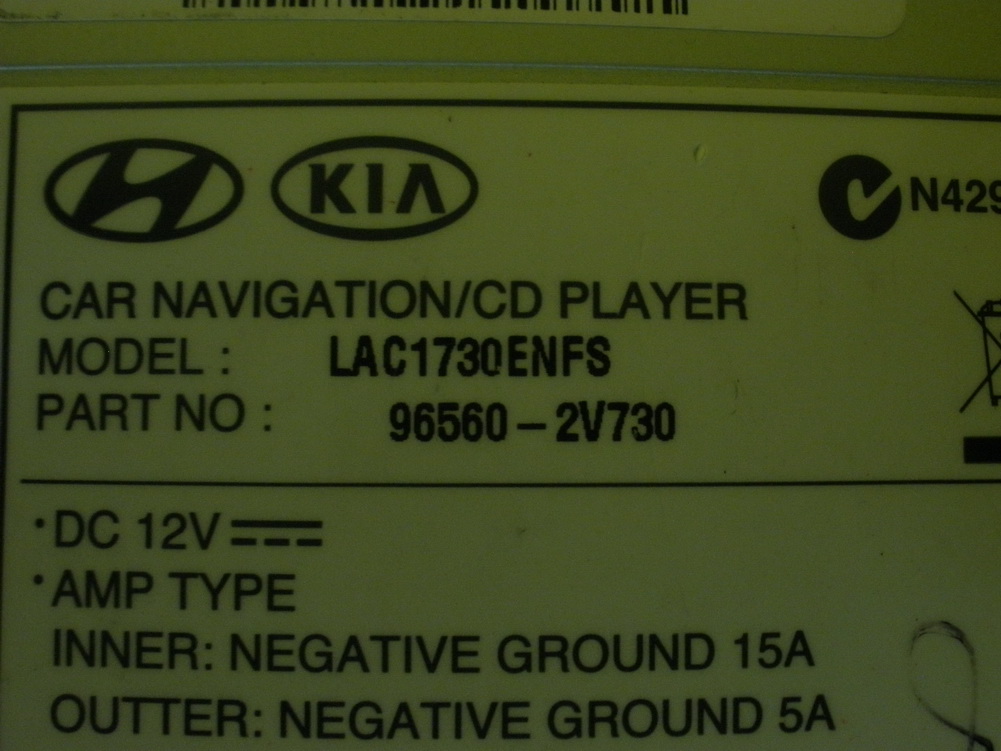 KIA
N429
CAR NAVIGATION/CD PLAYER
MODEL : LAC1730ENFS
PART NO : 96560-2V730
·DC 12V
·AMP TYPE
INNER: NEGATIVE GROUND 15A
OUTTER: NEGATIVE GROUND 5A